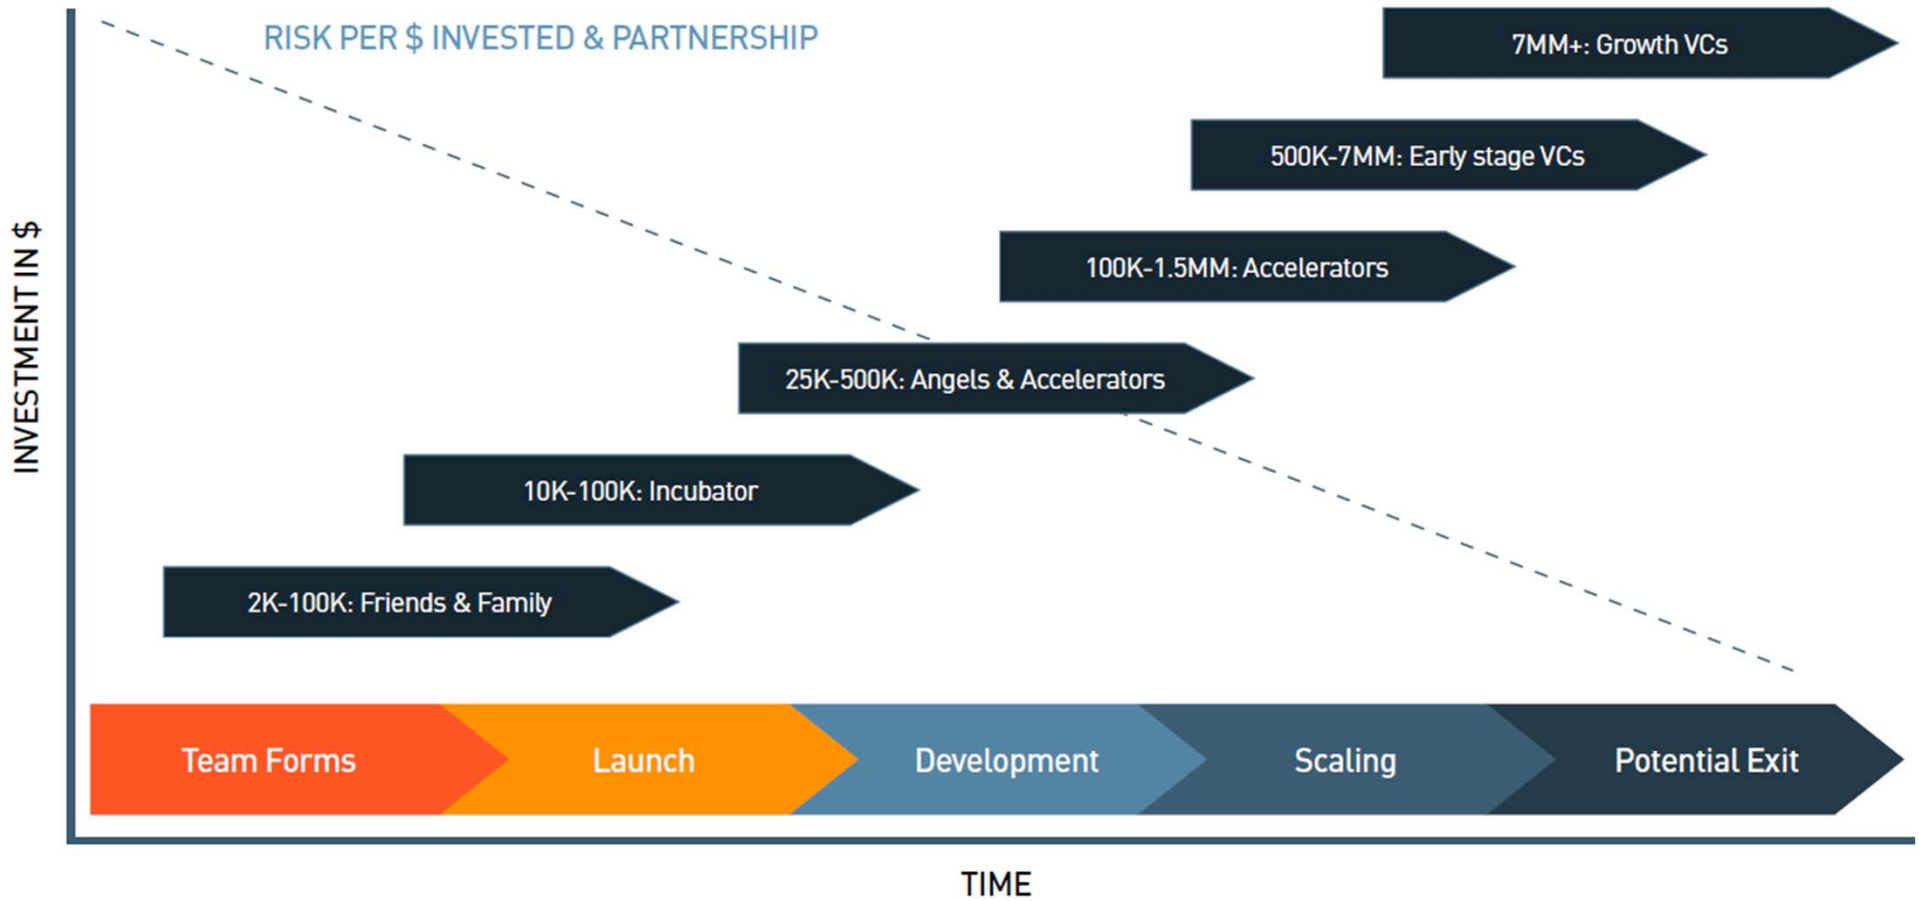 RISK PER $ INVESTED & PARTNERSHIP
7MM+: Growth VCs
500K-7MM: Early stage VCs
100K-1.5MM: Accelerators
25K-500K: Angels & Accelerators
10K-100K: Incubator
2K-100K: Friends & Family
INVESTMENT IN $
Team Forms
Launch
Development
Scaling
Potential Exit
TIME